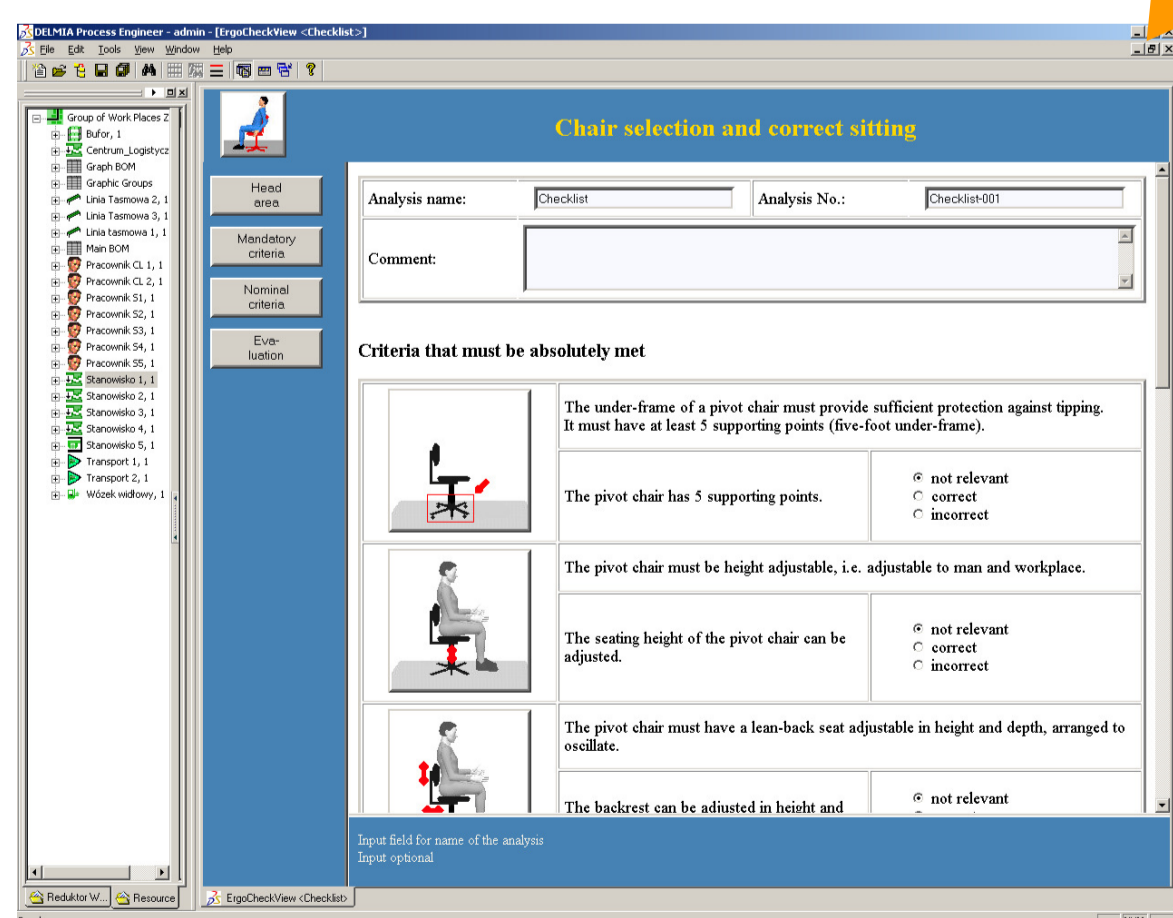 DELMIA Process Engineer - admin - [ErgoCheckView <Checklist>]
File Edit Tools View Window Help
Group of Work Places Z
Bufor, 1
Centrum_Logistycz
Graph BOM
Graphic Groups
Linia Tasmowa 2, 1
Linia Tasmowa 3, 1
Linia tasmowa 1, 1
Main BOM
Pracownik CL 1, 1
Pracownik CL 2, 1
Pracownik S1, 1
Pracownik S2, 1
Pracownik S3, 1
Pracownik S4, 1
Pracownik S5, 1
Stanowisko 1, 1
Stanowisko 2, 1
Stanowisko 3, 1
Stanowisko 4, 1
Stanowisko 5, 1
Transport 1, 1
Transport 2, 1
Wózek widłowy, 1
Reduktor W...
Resource
Chair selection and correct sitting
Head
area
Mandatory
criteria
Nominal
criteria
Eva-
luation
Analysis name: Checklist Analysis No.: Checklist-001
Comment:
Criteria that must be absolutely met
The under-frame of a pivot chair must provide sufficient protection against tipping.
It must have at least 5 supporting points (five-foot under-frame).
The pivot chair has 5 supporting points.
not relevant
correct
incorrect
The pivot chair must be height adjustable, i.e. adjustable to man and workplace.
The seating height of the pivot chair can be
adjusted.
not relevant
correct
incorrect
The pivot chair must have a lean-back seat adjustable in height and depth, arranged to
oscillate.
The backrest can be adjusted in height and
not relevant
Input field for name of the analysis
Input optional
ErgoCheckView <Checklist>